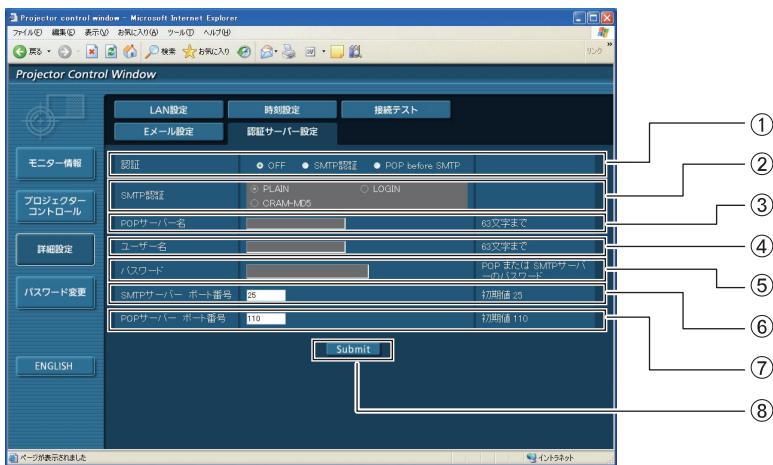 Projector control window - Microsoft Internet Explorer
ファイル(F) 編集(E) 表示(V) お気に入り(A) ツール(T) ヘルプ(H)
戻る 検索 お気に入り リンク
Projector Control Window
LAN設定 時刻設定 接続テスト
Eメール設定 認証サーバー設定
モニター情報
プロジェクター
コントロール
詳細設定
パスワード変更
ENGLISH
認証 OFF SMTP認証 POP before SMTP
SMTP認証 PLAIN LOGIN
CRAM-MD5
POPサーバー名 63文字まで
ユーザー名 63文字まで
パスワード POP または SMTPサーバ
ーのパスワード
SMTPサーバー ポート番号 25 初期値 25
POPサーバー ポート番号 110 初期値 110
Submit
ページが表示されました イントラネット
①
②
③
④
⑤
⑥
⑦
⑧